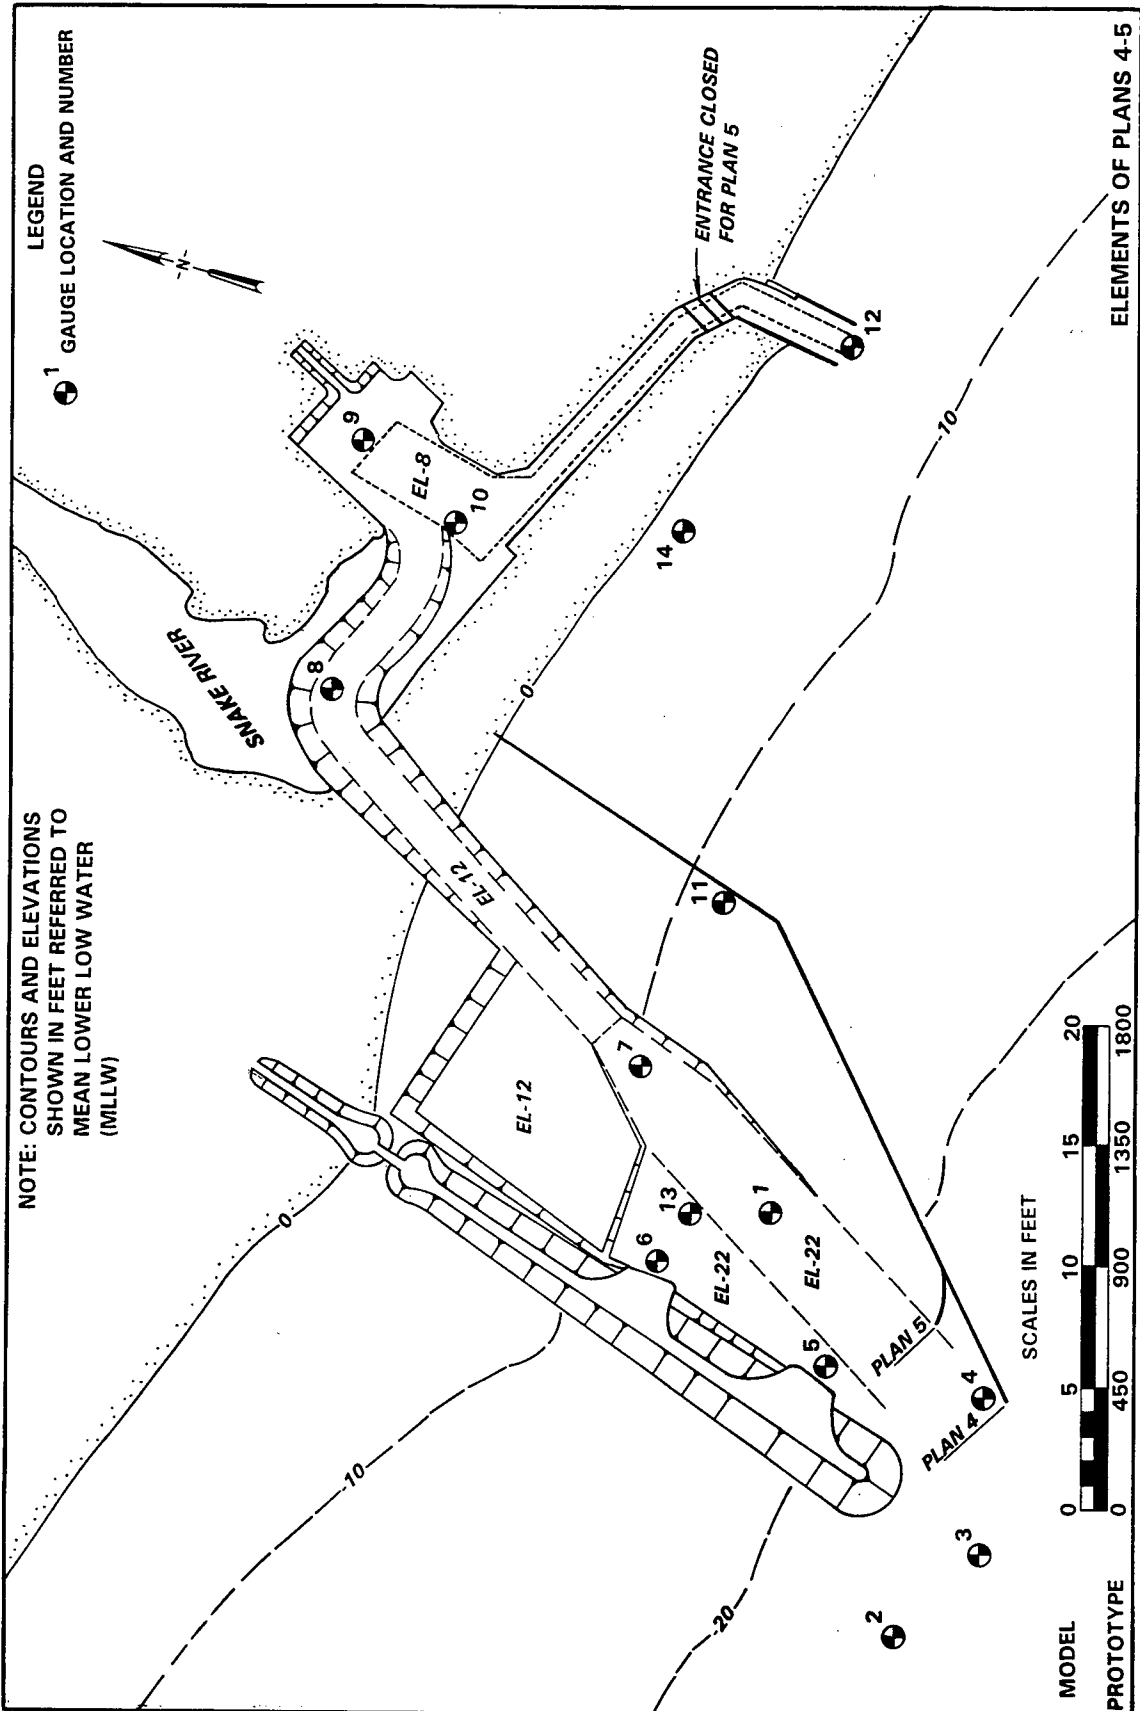 NOTE: CONTOURS AND ELEVATIONS
SHOWN IN FEET REFERRED TO
MEAN LOWER LOW WATER
(MLLW)
LEGEND
1
GAUGE LOCATION AND NUMBER
-N-
SNAKE RIVER
8
9
EL-8
10
0
0
EL-12
EL-12
ENTRANCE CLOSED
FOR PLAN 5
14
12
11
7
13
6
1
EL-22
EL-22
5
PLAN 5
4
PLAN 4
-10
-10
-20
2
3
SCALES IN FEET
MODEL
0 5 10 15 20
PROTOTYPE
0 450 900 1350 1800
ELEMENTS OF PLANS 4-5